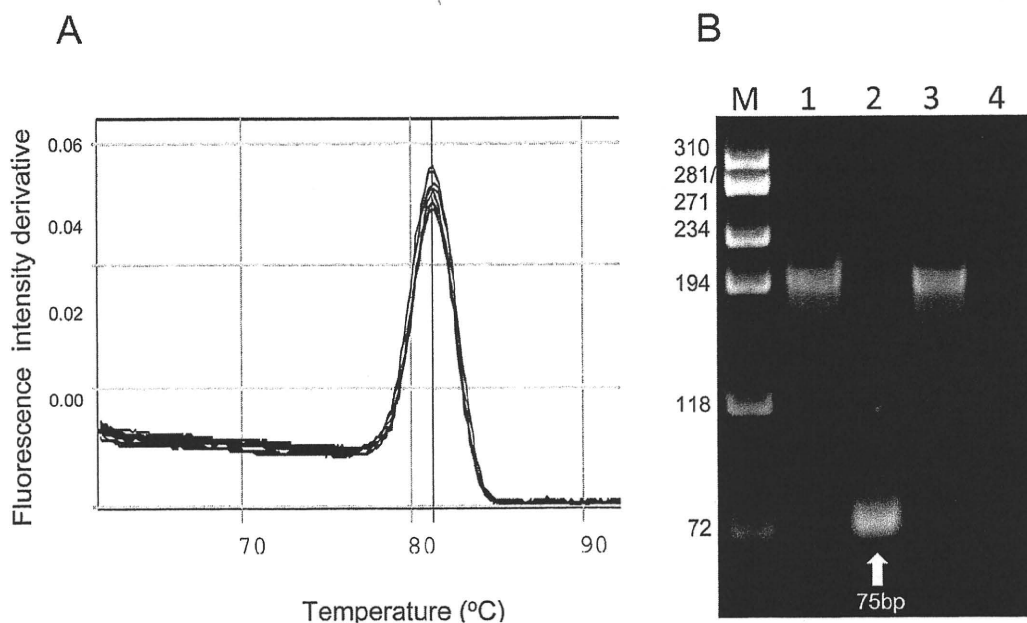 A
Fluorescence intensity derivative
0.06
0.04
0.02
0.00
70 80 90
Temperature (ºC)
B
M 1 2 3 4
310
281/
271
234
194
118
72
75bp